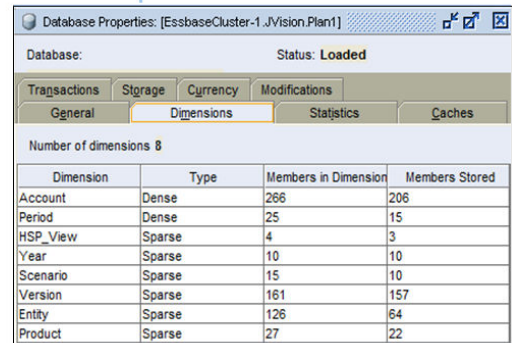 Database Properties: [EssbaseCluster-1.JVision.Plan1]
Database: Status: Loaded
Transactions Storage Currency Modifications
General Dimensions Statistics Caches
Number of dimensions 8
Dimension Type Members in Dimension Members Stored
Account Dense 266 206
Period Dense 25 15
HSP_View Sparse 4 3
Year Sparse 10 10
Scenario Sparse 15 10
Version Sparse 161 157
Entity Sparse 126 64
Product Sparse 27 22